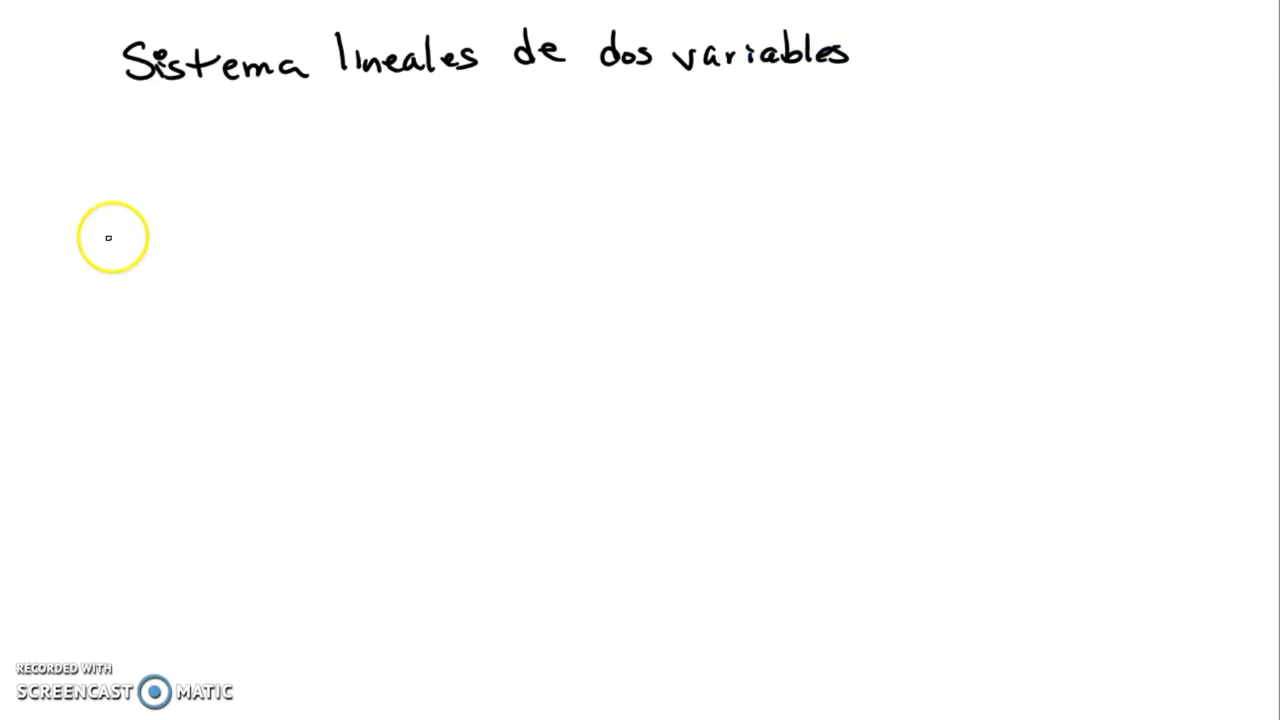 Sistema lineales de dos variables
RECORDED WITH
SCREENCAST MATIC